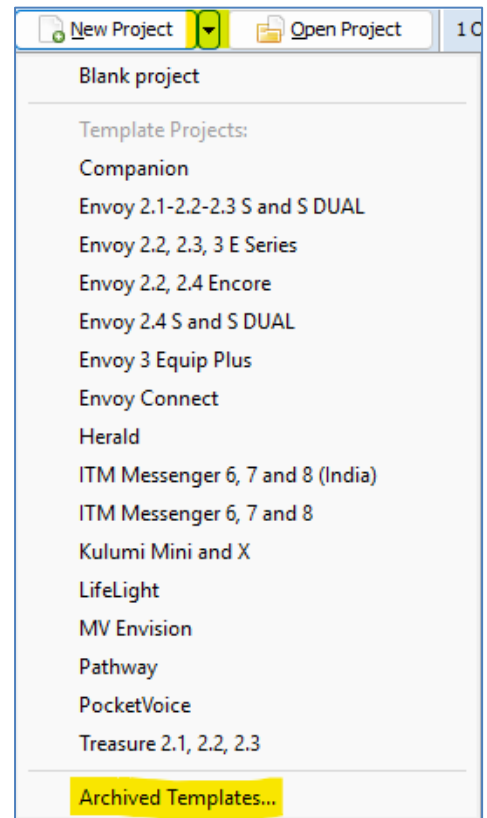 New Project
Open Project
1
Blank project
Template Projects:
Companion
Envoy 2.1-2.2-2.3 S and S DUAL
Envoy 2.2, 2.3, 3 E Series
Envoy 2.2, 2.4 Encore
Envoy 2.4 S and S DUAL
Envoy 3 Equip Plus
Envoy Connect
Herald
ITM Messenger 6, 7 and 8 (India)
ITM Messenger 6, 7 and 8
Kulumi Mini and X
LifeLight
MV Envision
Pathway
PocketVoice
Treasure 2.1, 2.2, 2.3
Archived Templates...